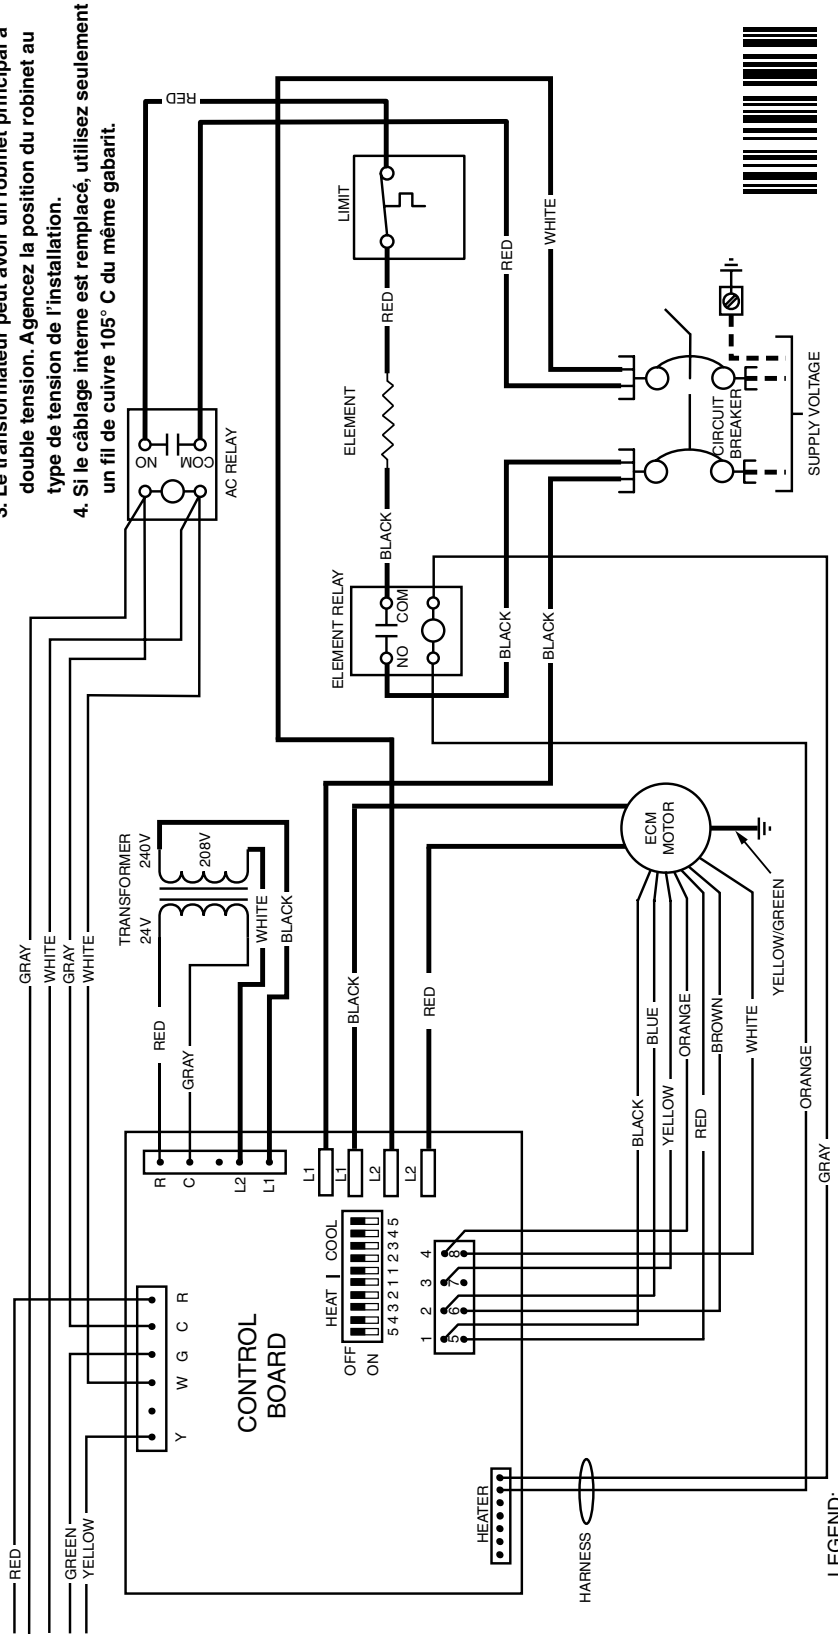 3. Le transformateur peut avoir un robinet principal à
double tension. Agencez la position du robinet au
type de tension de l'installation.
4. Si le câblage interne est remplacé, utilisez seulement
un fil de cuivre 105° C du même gabarit.
RED
GREEN
YELLOW
GRAY
WHITE
GRAY
WHITE
TRANSFORMER
24V
240V
208V
RED
GRAY
WHITE
BLACK
NO
COM
AC RELAY
RED
LIMIT
RED
ELEMENT
BLACK
ELEMENT RELAY
NO
COM
RED
WHITE
BLACK
BLACK
CIRCUIT
BREAKER
SUPPLY VOLTAGE
Y
W
G
C
R
CONTROL
BOARD
R
C
L2
L1
L1
L1
L2
L2
HEAT
COOL
OFF
ON
5 4 3 2 1 1 2 3 4 5
1
2
3
4
5
6
7
8
HEATER
HARNESS
BLACK
RED
ECM
MOTOR
YELLOW/GREEN
BLACK
BLUE
YELLOW
ORANGE
RED
BROWN
WHITE
ORANGE
GRAY
LEGEND: